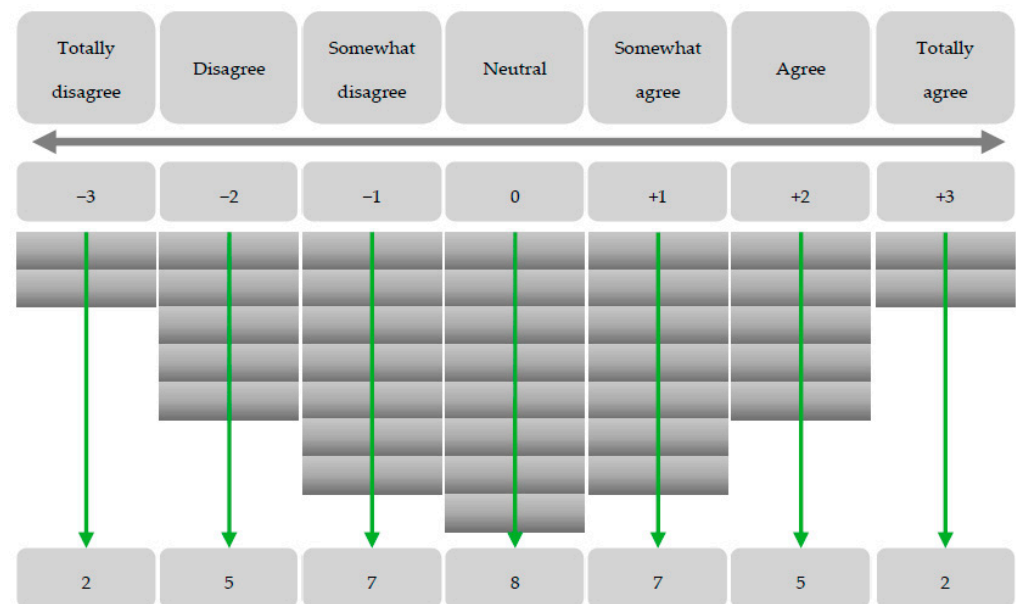 Totally
disagree
Disagree
Somewhat
disagree
Neutral
Somewhat
agree
Agree
Totally
agree
–3
–2
–1
0
+1
+2
+3
2
5
7
8
7
5
2